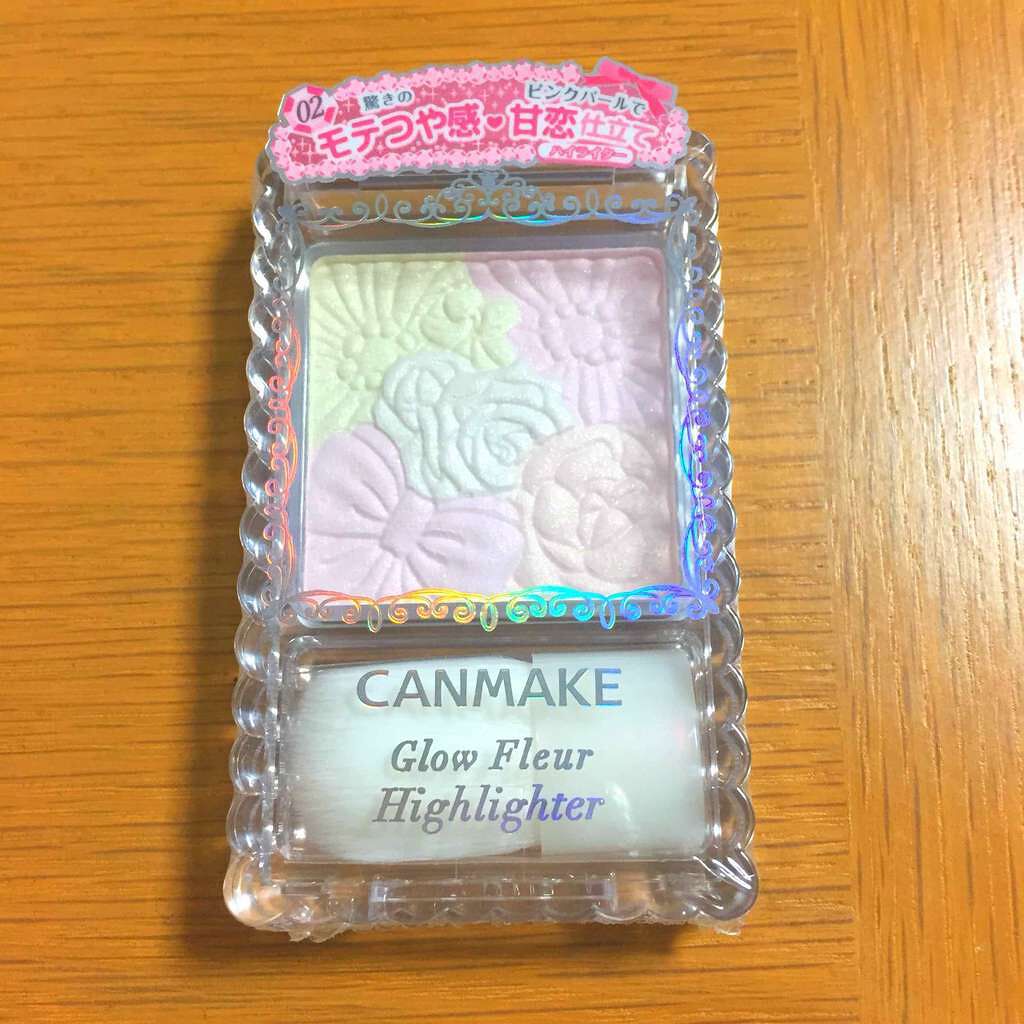 02
驚きの
ピンクパールで
モテつや感♥甘恋仕立て
ハイライター
CANMAKE
Glow Fleur
Highlighter